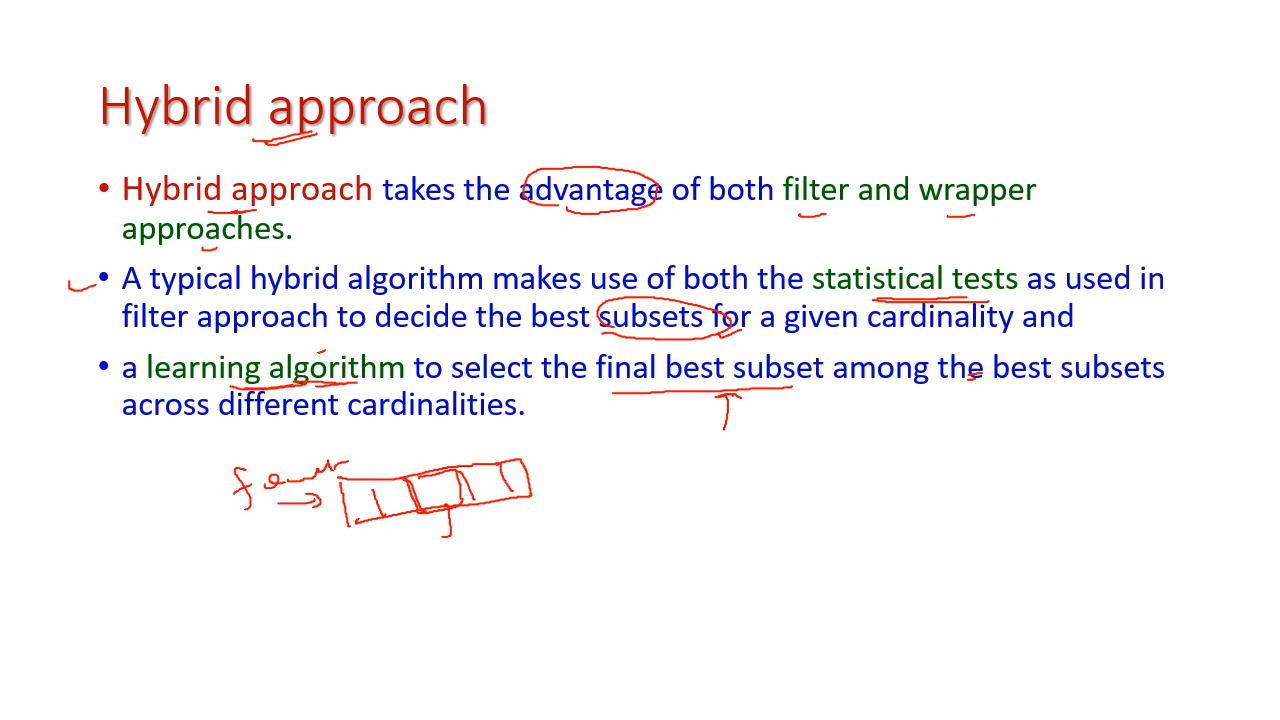 Hybrid approach
• Hybrid approach takes the advantage of both filter and wrapper
approaches.
• A typical hybrid algorithm makes use of both the statistical tests as used in
filter approach to decide the best subsets for a given cardinality and
• a learning algorithm to select the final best subset among the best subsets
across different cardinalities.